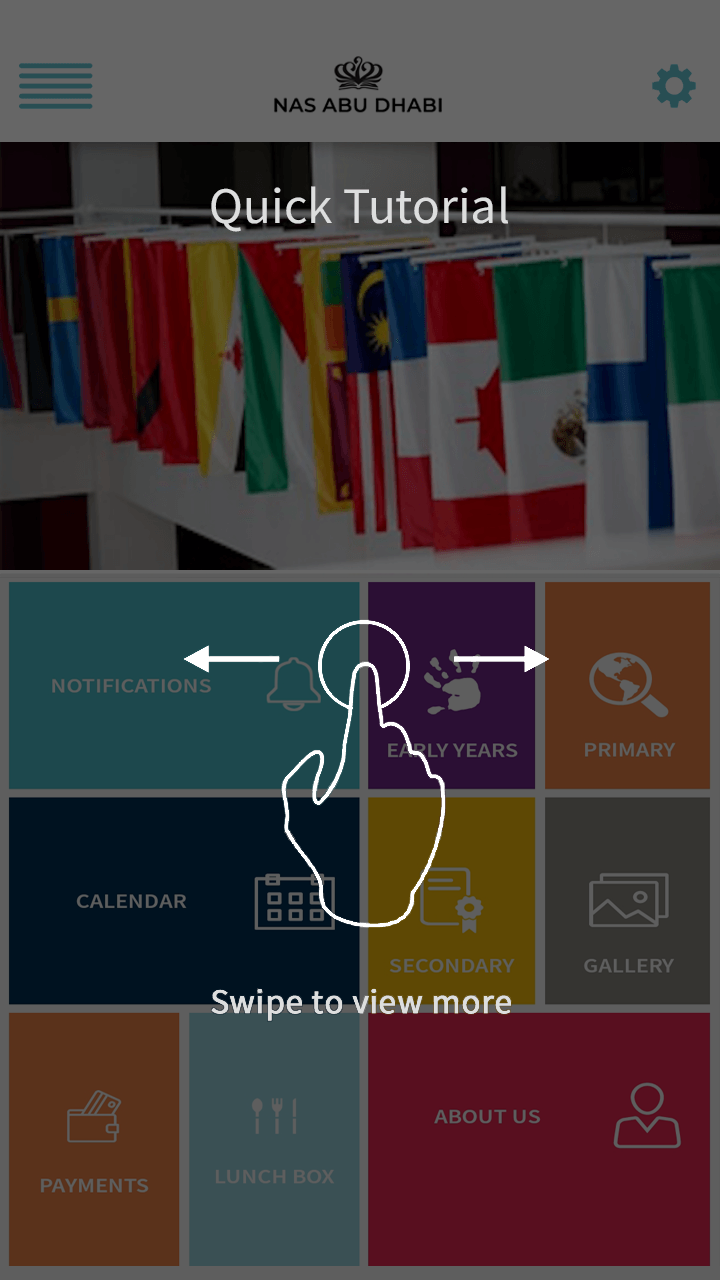 NAS ABU DHABI
Quick Tutorial
NOTIFICATIONS
EARLY YEARS
PRIMARY
CALENDAR
SECONDARY
GALLERY
Swipe to view more
PAYMENTS
LUNCH BOX
ABOUT US